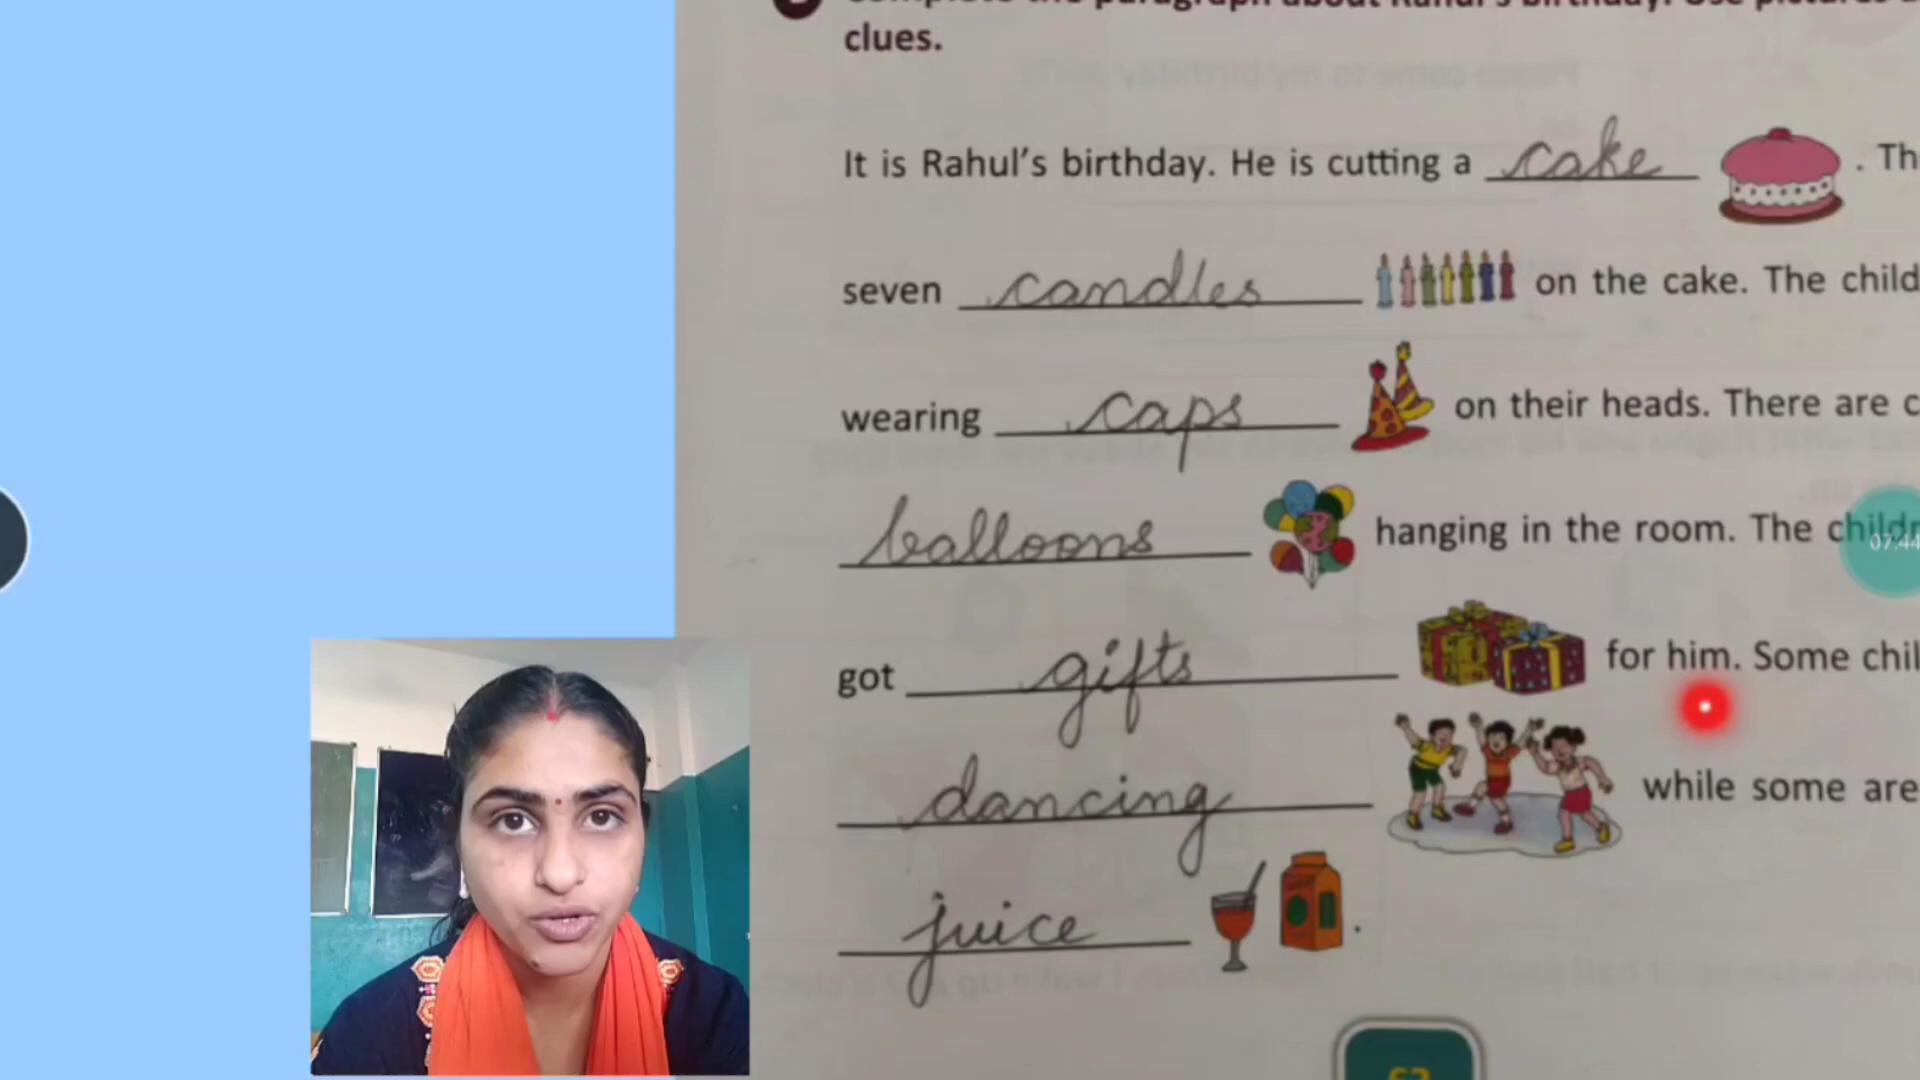 clues.
It is Rahul's birthday. He is cutting a cake . Th
seven candles on the cake. The child
wearing caps on their heads. There are c
balloons hanging in the room. The childr
07:44
got gifts for him. Some chil
dancing while some are
juice .